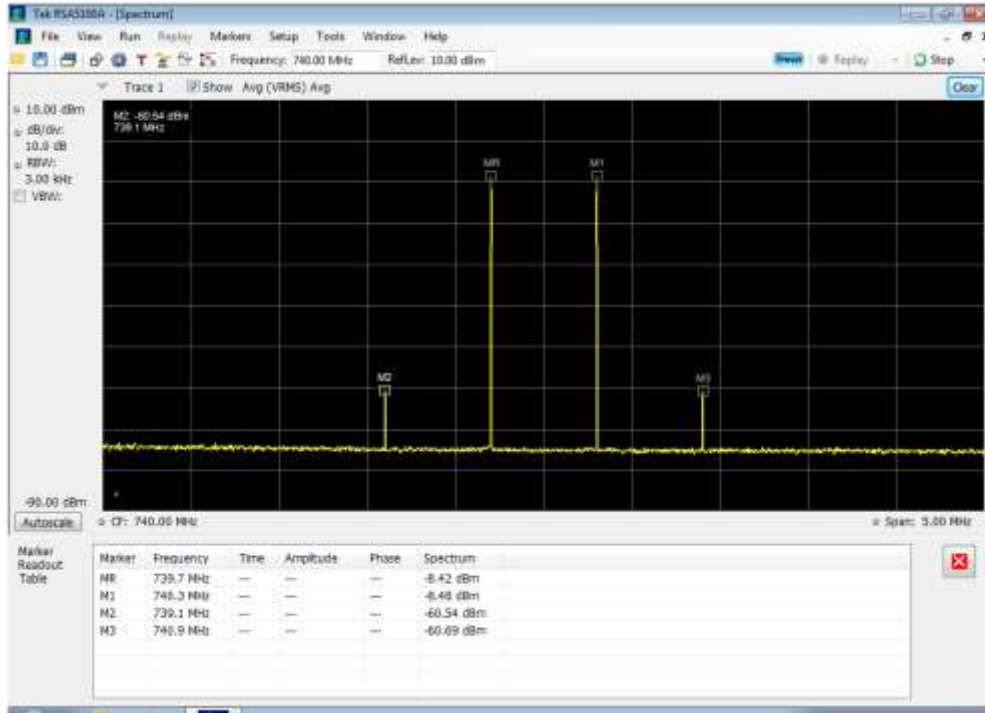 Tek RSA5100A - [Spectrum]
File View Run Replay Markers Setup Tools Window Help
Frequency: 740.00 MHz RefLev: 10.00 dBm Preset Replay Stop
Trace 1 Show Avg (VRMS) Avg Clear
10.00 dBm
dB/div:
10.0 dB
RBW:
3.00 kHz
VBW:
M2: -60.54 dBm
739.1 MHz
MR M1
M2 M3
-90.00 dBm
Autoscale CF: 740.00 MHz Span: 5.00 MHz
Marker
Readout
Table
Marker Frequency Time Amplitude Phase Spectrum
MR 739.7 MHz --- --- --- -8.42 dBm
M1 740.3 MHz --- --- --- -8.48 dBm
M2 739.1 MHz --- --- --- -60.54 dBm
M3 740.9 MHz --- --- --- -60.69 dBm